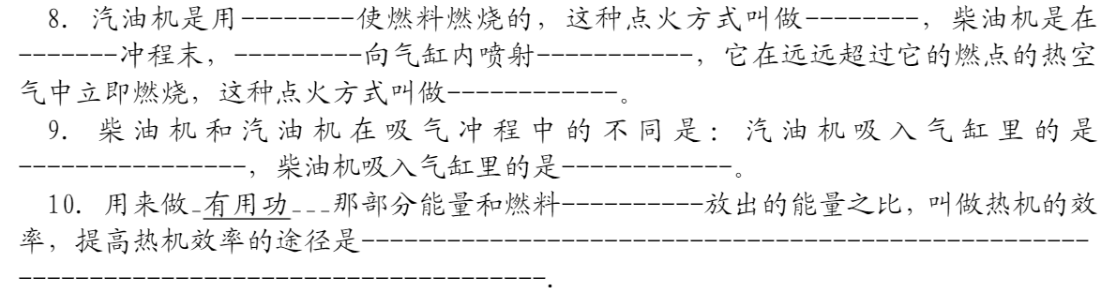 8. 汽油机是用--------使燃料燃烧的，这种点火方式叫做--------，柴油机是在
-------冲程末，---------向气缸内喷射-----------，它在远远超过它的燃点的热空
气中立即燃烧，这种点火方式叫做------------。
9. 柴油机和汽油机在吸气冲程中的不同是：汽油机吸入气缸里的是
----------------，柴油机吸入气缸里的是------------。
10. 用来做_有用功___那部分能量和燃料----------放出的能量之比，叫做热机的效
率，提高热机效率的途径是---------------------------------------------------
-------------------------------------.